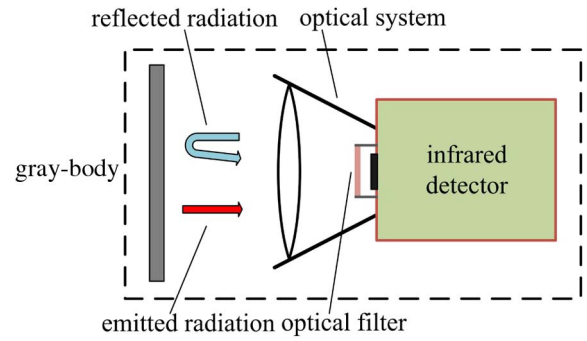 reflected radiation
optical system
gray-body
infrared
detector
emitted radiation
optical filter